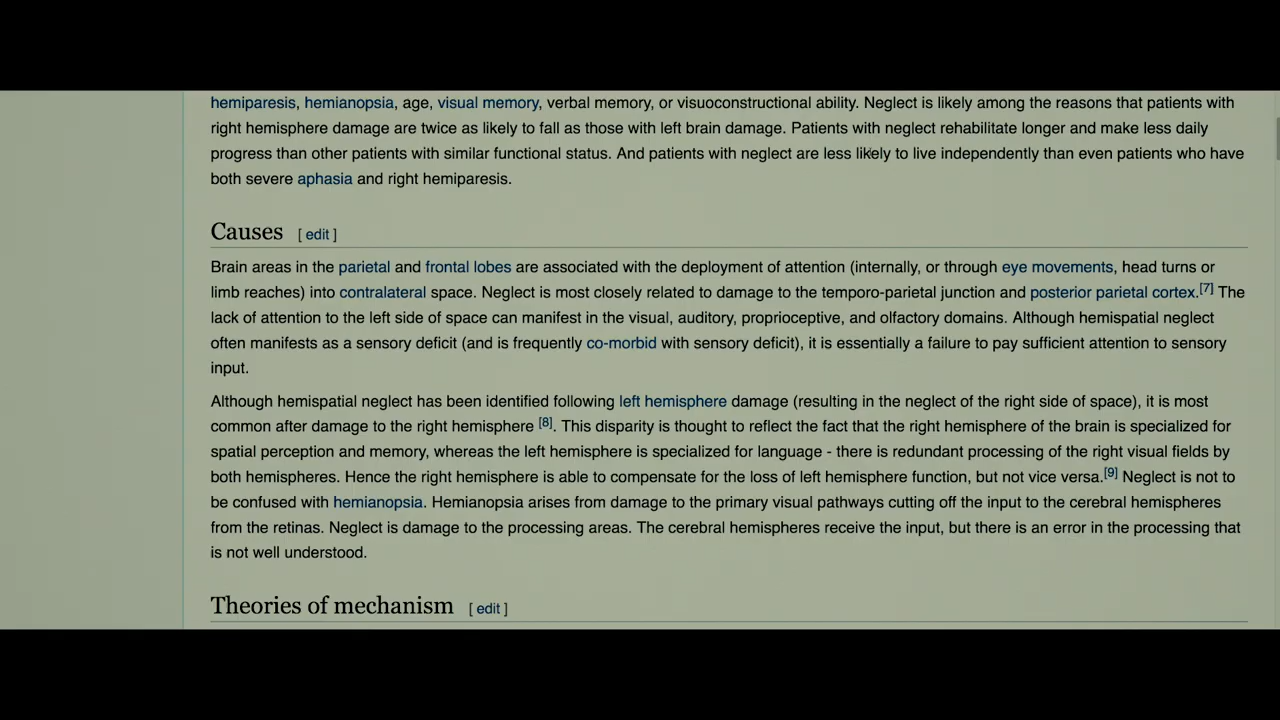 hemiparesis, hemianopsia, age, visual memory, verbal memory, or visuoconstructional ability. Neglect is likely among the reasons that patients with
right hemisphere damage are twice as likely to fall as those with left brain damage. Patients with neglect rehabilitate longer and make less daily
progress than other patients with similar functional status. And patients with neglect are less likely to live independently than even patients who have
both severe aphasia and right hemiparesis.
Causes [ edit ]
Brain areas in the parietal and frontal lobes are associated with the deployment of attention (internally, or through eye movements, head turns or
limb reaches) into contralateral space. Neglect is most closely related to damage to the temporo-parietal junction and posterior parietal cortex.[7] The
lack of attention to the left side of space can manifest in the visual, auditory, proprioceptive, and olfactory domains. Although hemispatial neglect
often manifests as a sensory deficit (and is frequently co-morbid with sensory deficit), it is essentially a failure to pay sufficient attention to sensory
input.
Although hemispatial neglect has been identified following left hemisphere damage (resulting in the neglect of the right side of space), it is most
common after damage to the right hemisphere [8]. This disparity is thought to reflect the fact that the right hemisphere of the brain is specialized for
spatial perception and memory, whereas the left hemisphere is specialized for language - there is redundant processing of the right visual fields by
both hemispheres. Hence the right hemisphere is able to compensate for the loss of left hemisphere function, but not vice versa.[9] Neglect is not to
be confused with hemianopsia. Hemianopsia arises from damage to the primary visual pathways cutting off the input to the cerebral hemispheres
from the retinas. Neglect is damage to the processing areas. The cerebral hemispheres receive the input, but there is an error in the processing that
is not well understood.
Theories of mechanism [ edit ]